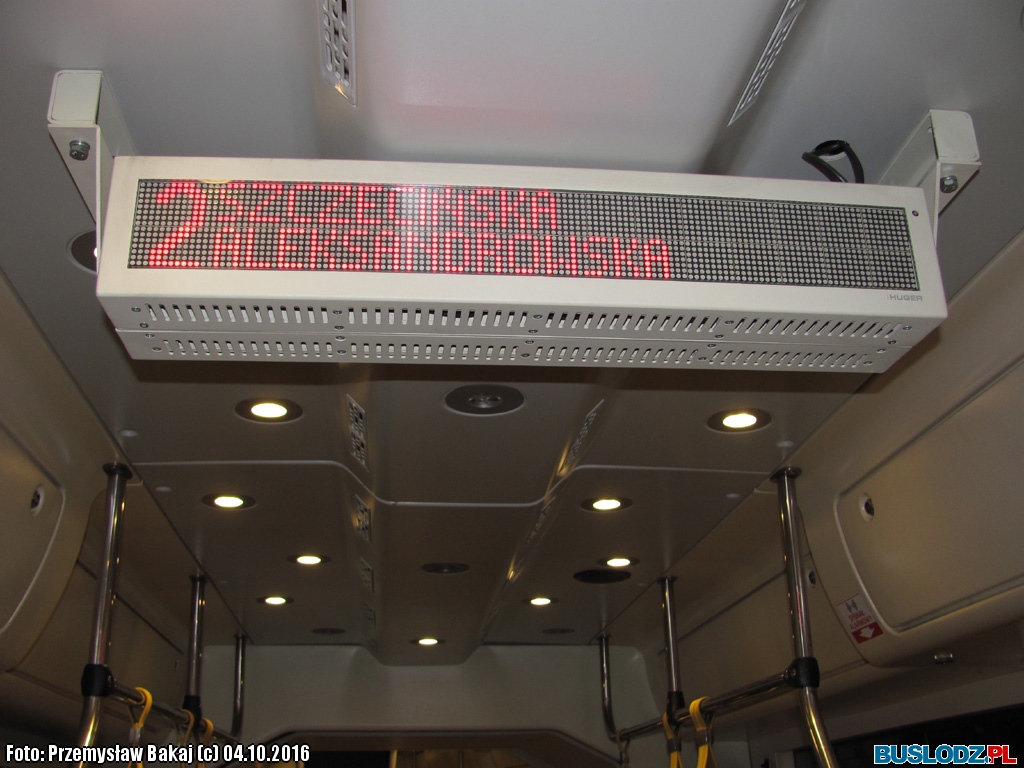 2 SZCZECIŃSKA
ALEKSANDROWSKA
HUGER
Foto: Przemysław Bakaj (c) 04.10.2016
BUSLODZ.PL